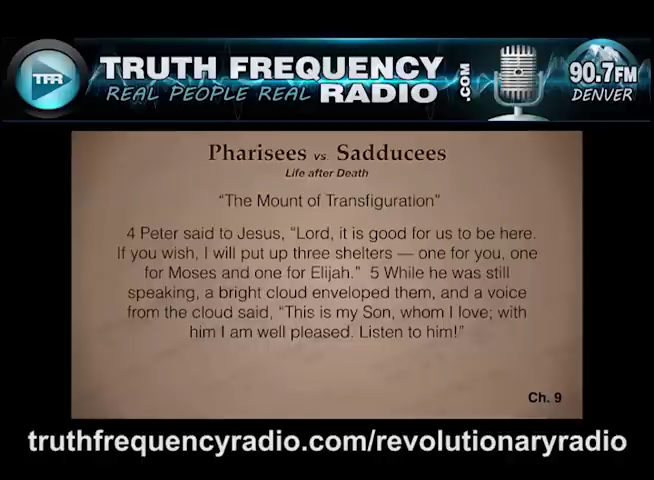 TFR
TRUTH FREQUENCY
REAL PEOPLE REAL RADIO
.COM
90.7FM
DENVER
Pharisees vs. Sadducees
Life after Death
“The Mount of Transfiguration”
4 Peter said to Jesus, “Lord, it is good for us to be here.
If you wish, I will put up three shelters — one for you, one
for Moses and one for Elijah.” 5 While he was still
speaking, a bright cloud enveloped them, and a voice
from the cloud said, “This is my Son, whom I love; with
him I am well pleased. Listen to him!”
Ch. 9
truthfrequencyradio.com/revolutionaryradio